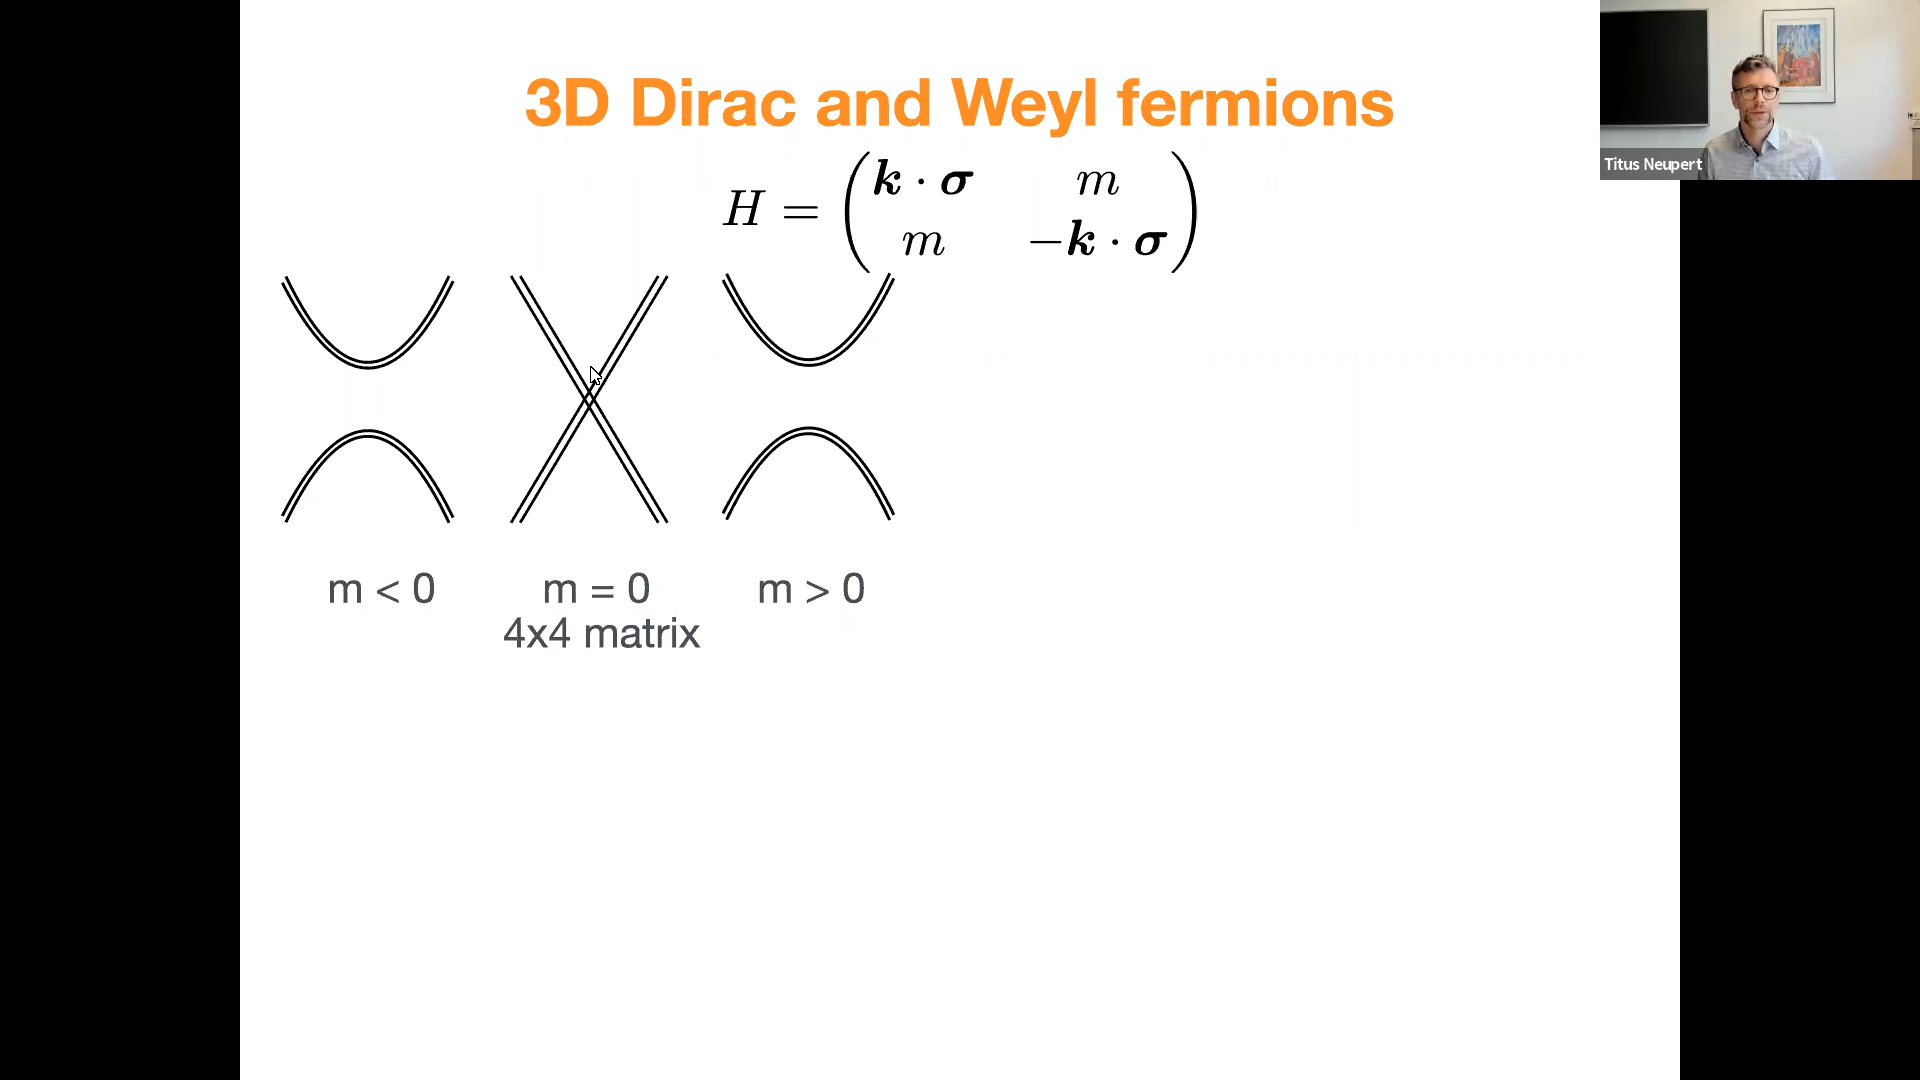 3D Dirac and Weyl fermions
H = ( k · σ m
m −k · σ )
Titus Neupert
m < 0 m = 0 m > 0
4x4 matrix